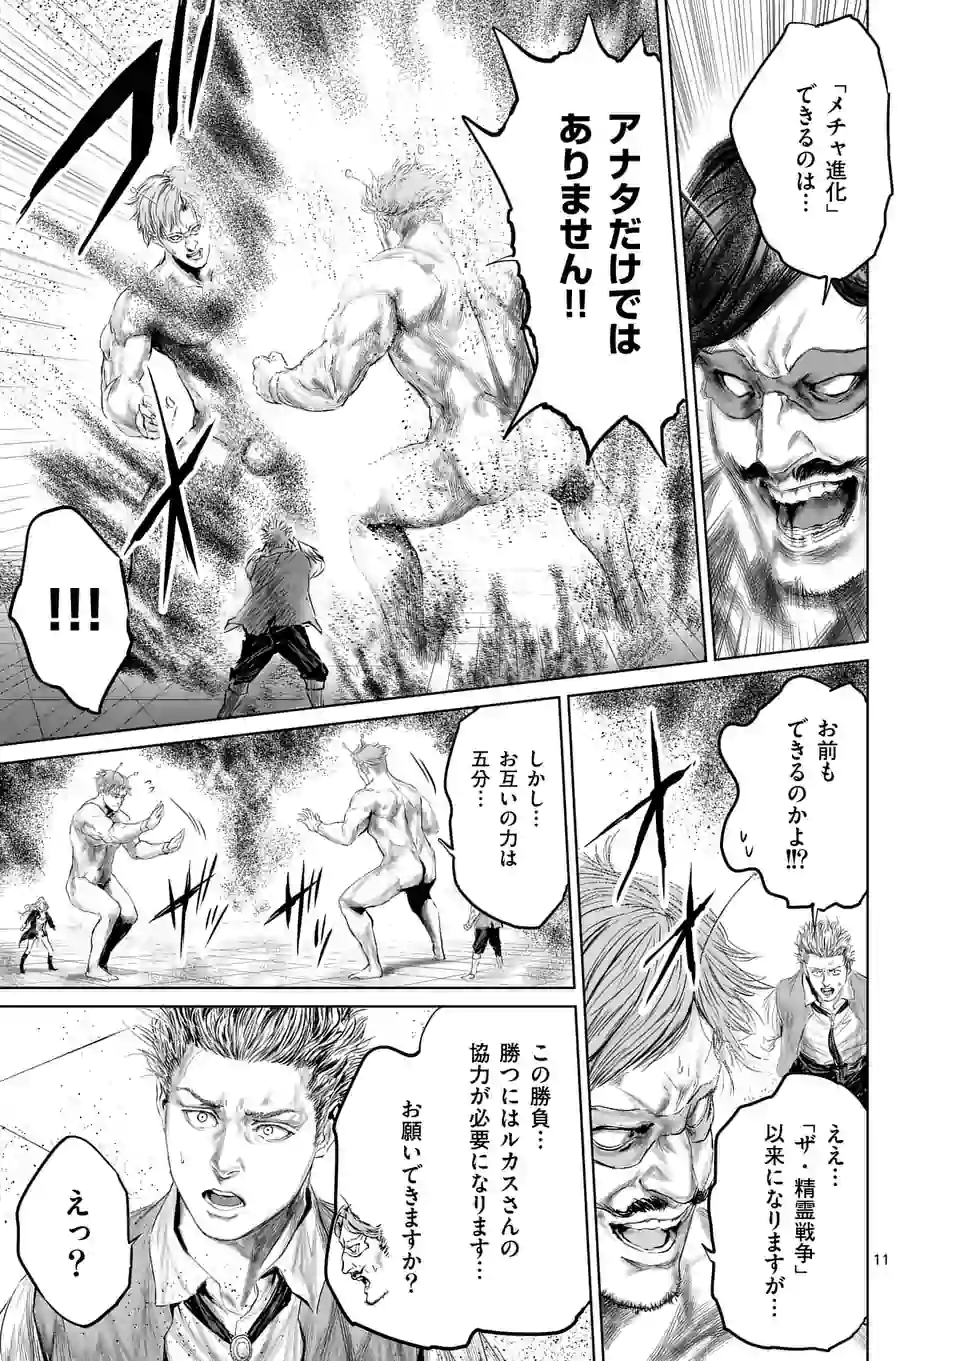 「メチャ進化」
できるのは…
アナタだけでは
ありません!!
ググ
!!!
お前も
できるのかよ!!?
ええ…
「ザ・精霊戦争」
以来になりますが…
しかし…
お互いの力は
五分…
この勝負…
勝つにはルカスさんの
協力が必要になります…
お願いできますか?
えっ?
11